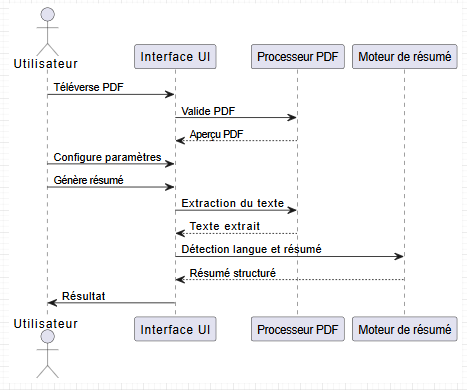 Utilisateur
Interface UI
Processeur PDF
Moteur de résumé
Téléverse PDF
Valide PDF
Aperçu PDF
Configure paramètres
Génère résumé
Extraction du texte
Texte extrait
Détection langue et résumé
Résumé structuré
Résultat
Utilisateur
Interface UI
Processeur PDF
Moteur de résumé